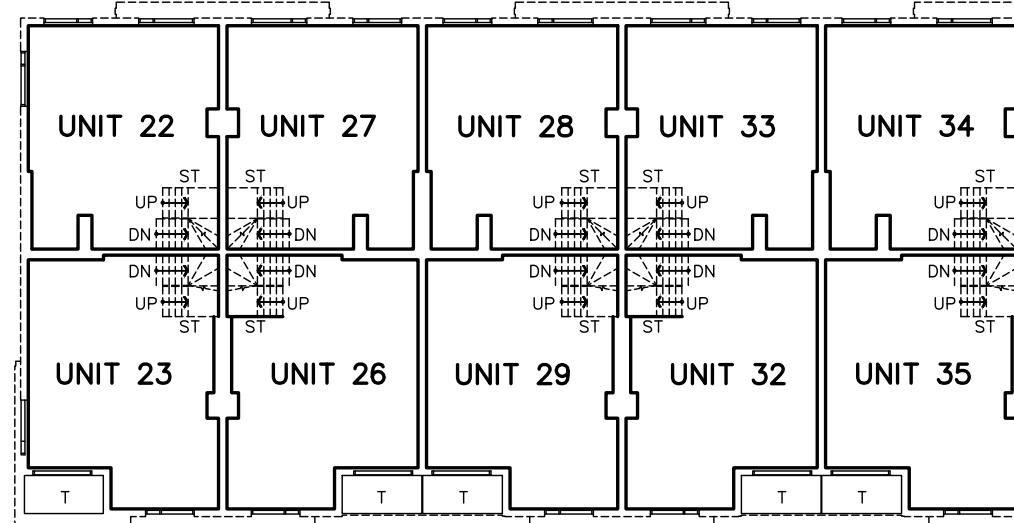 UNIT 22 UNIT 27 UNIT 28 UNIT 33 UNIT 34
ST ST ST ST ST
UP UP UP UP UP
DN DN DN DN DN
DN DN DN DN DN
UP UP UP UP UP
ST ST ST ST ST
UNIT 23 UNIT 26 UNIT 29 UNIT 32 UNIT 35
T T T T T